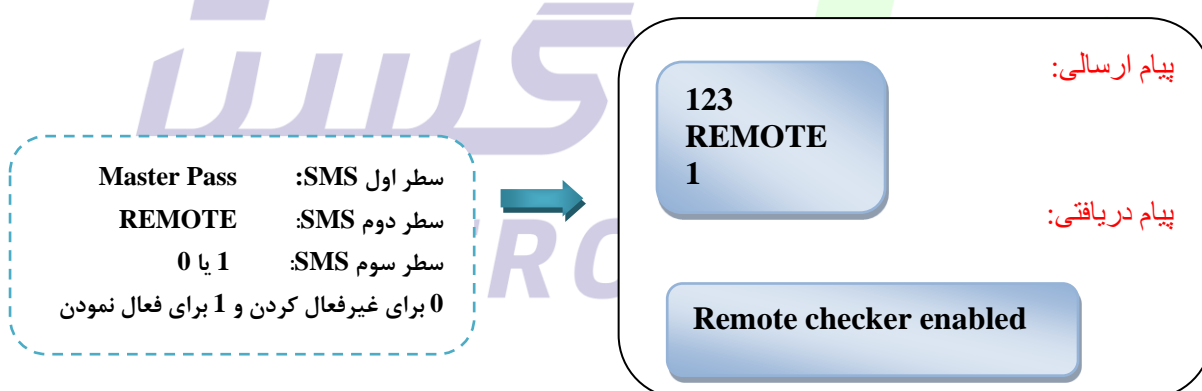 سطر اول SMS: Master Pass
سطر دوم SMS: REMOTE
سطر سوم SMS: 1 یا 0
0 برای غیرفعال کردن و 1 برای فعال نمودن
پیام ارسالی:
123
REMOTE
1
پیام دریافتی:
Remote checker enabled